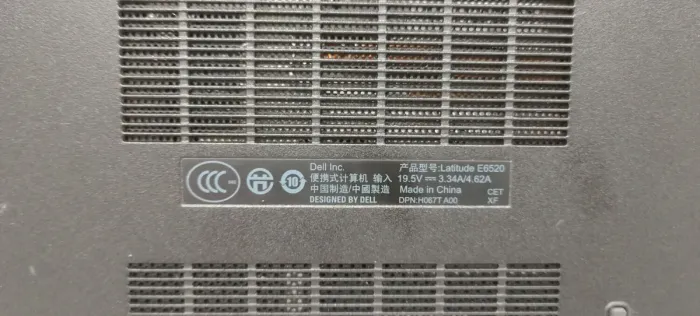 CCC
10
Dell Inc.
便携式计算机 输入
中国制造/中國製造
DESIGNED BY DELL
产品型号:Latitude E6520
19.5V ⎓ 3.34A/4.62A
Made in China
CET
DPN:H067T A00
XF